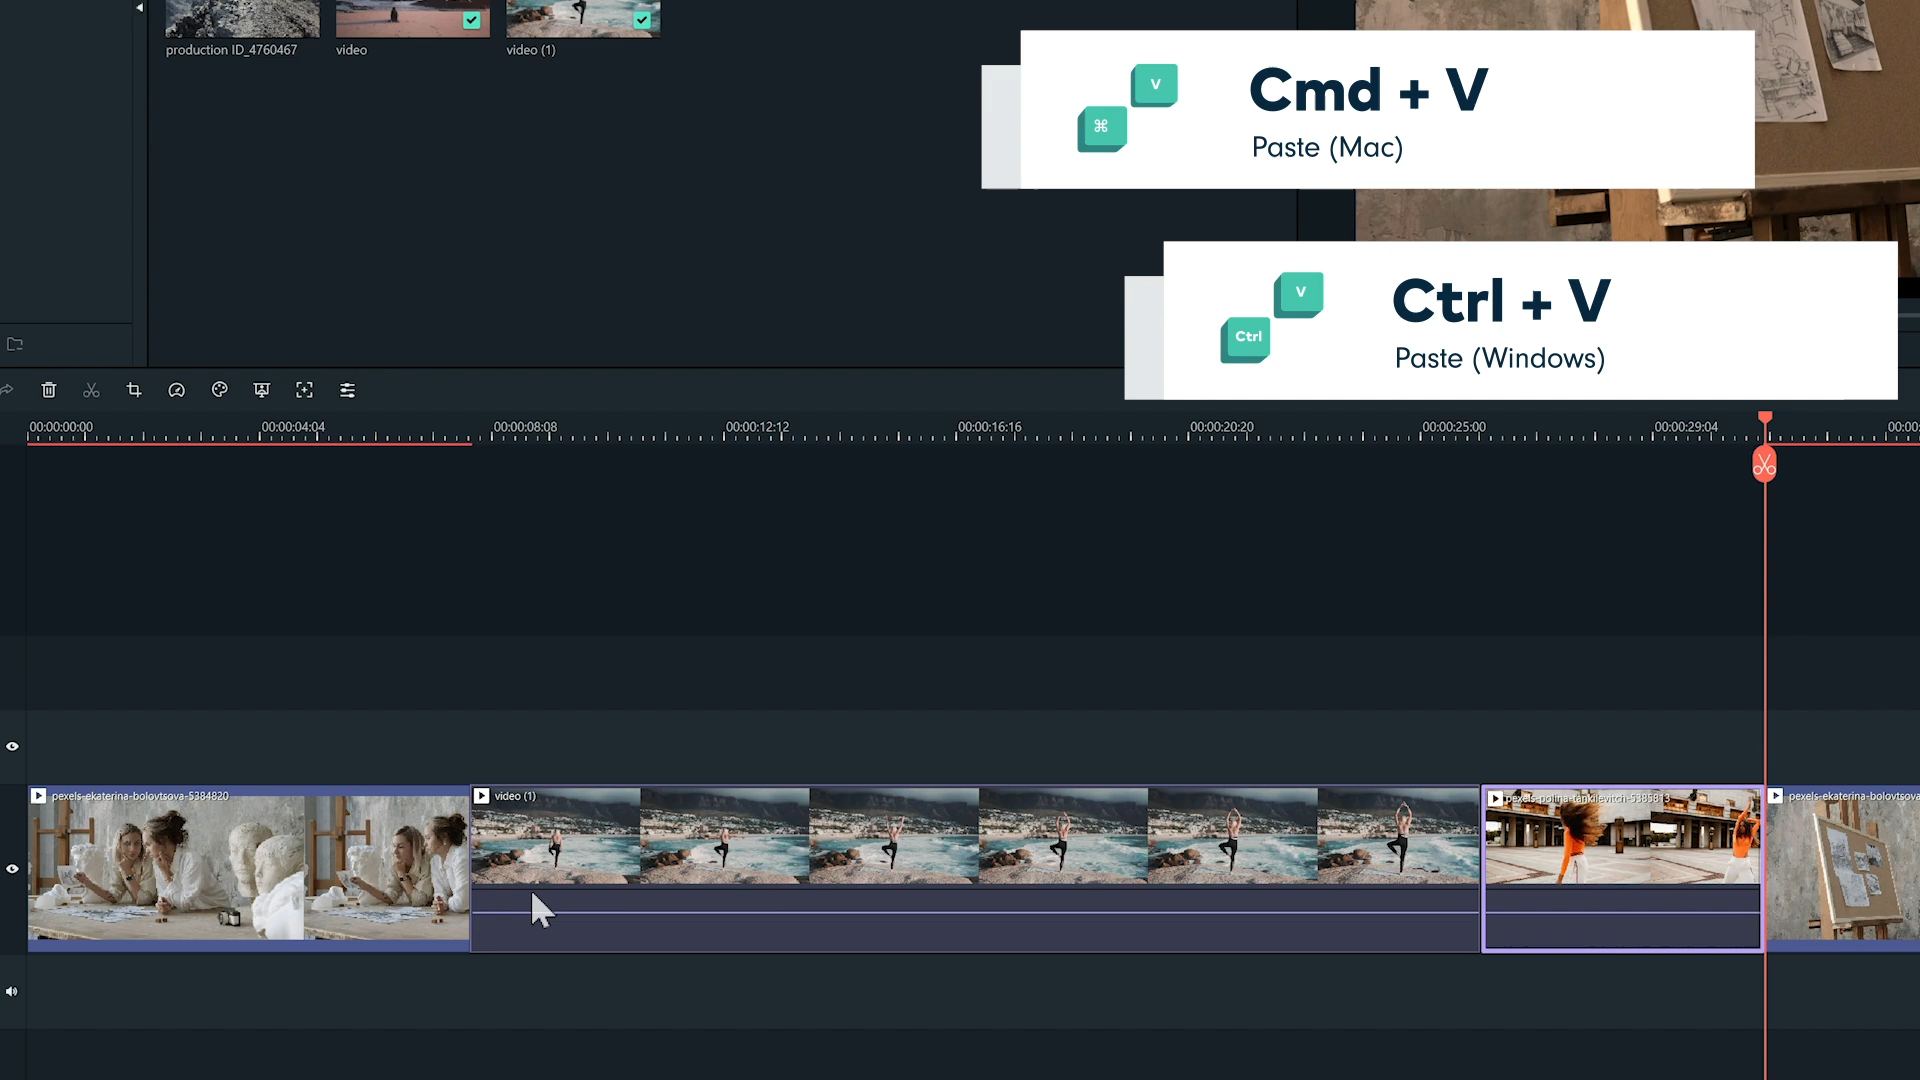 production ID_4760467
video
video (1)
V
⌘
Cmd + V
Paste (Mac)
V
Ctrl
Ctrl + V
Paste (Windows)
00:00:00:00
00:00:04:04
00:00:08:08
00:00:12:12
00:00:16:16
00:00:20:20
00:00:25:00
00:00:29:04
00:00:
pexels-ekaterina-bolovtsova-5384820
video (1)
pexels-polina-tankilevitch-5385813
pexels-ekaterina-bolovtsova